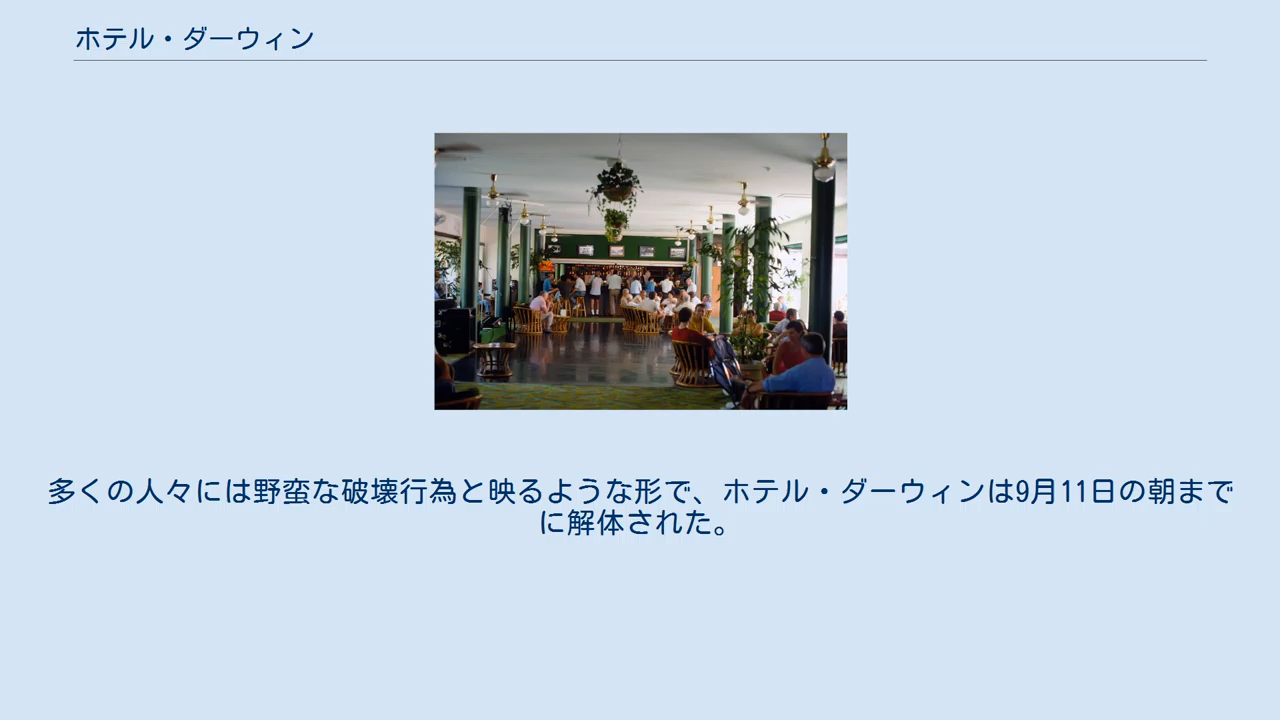 ホテル・ダーウィン
多くの人々には野蛮な破壊行為と映るような形で、ホテル・ダーウィンは9月11日の朝まで
に解体された。